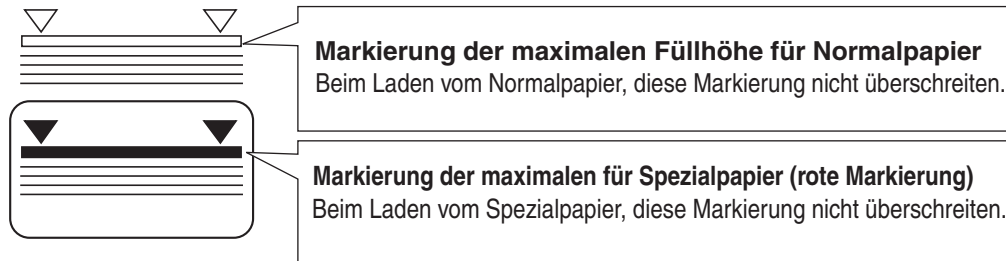 Markierung der maximalen Füllhöhe für Normalpapier
Beim Laden vom Normalpapier, diese Markierung nicht überschreiten.
Markierung der maximalen für Spezialpapier (rote Markierung)
Beim Laden vom Spezialpapier, diese Markierung nicht überschreiten.